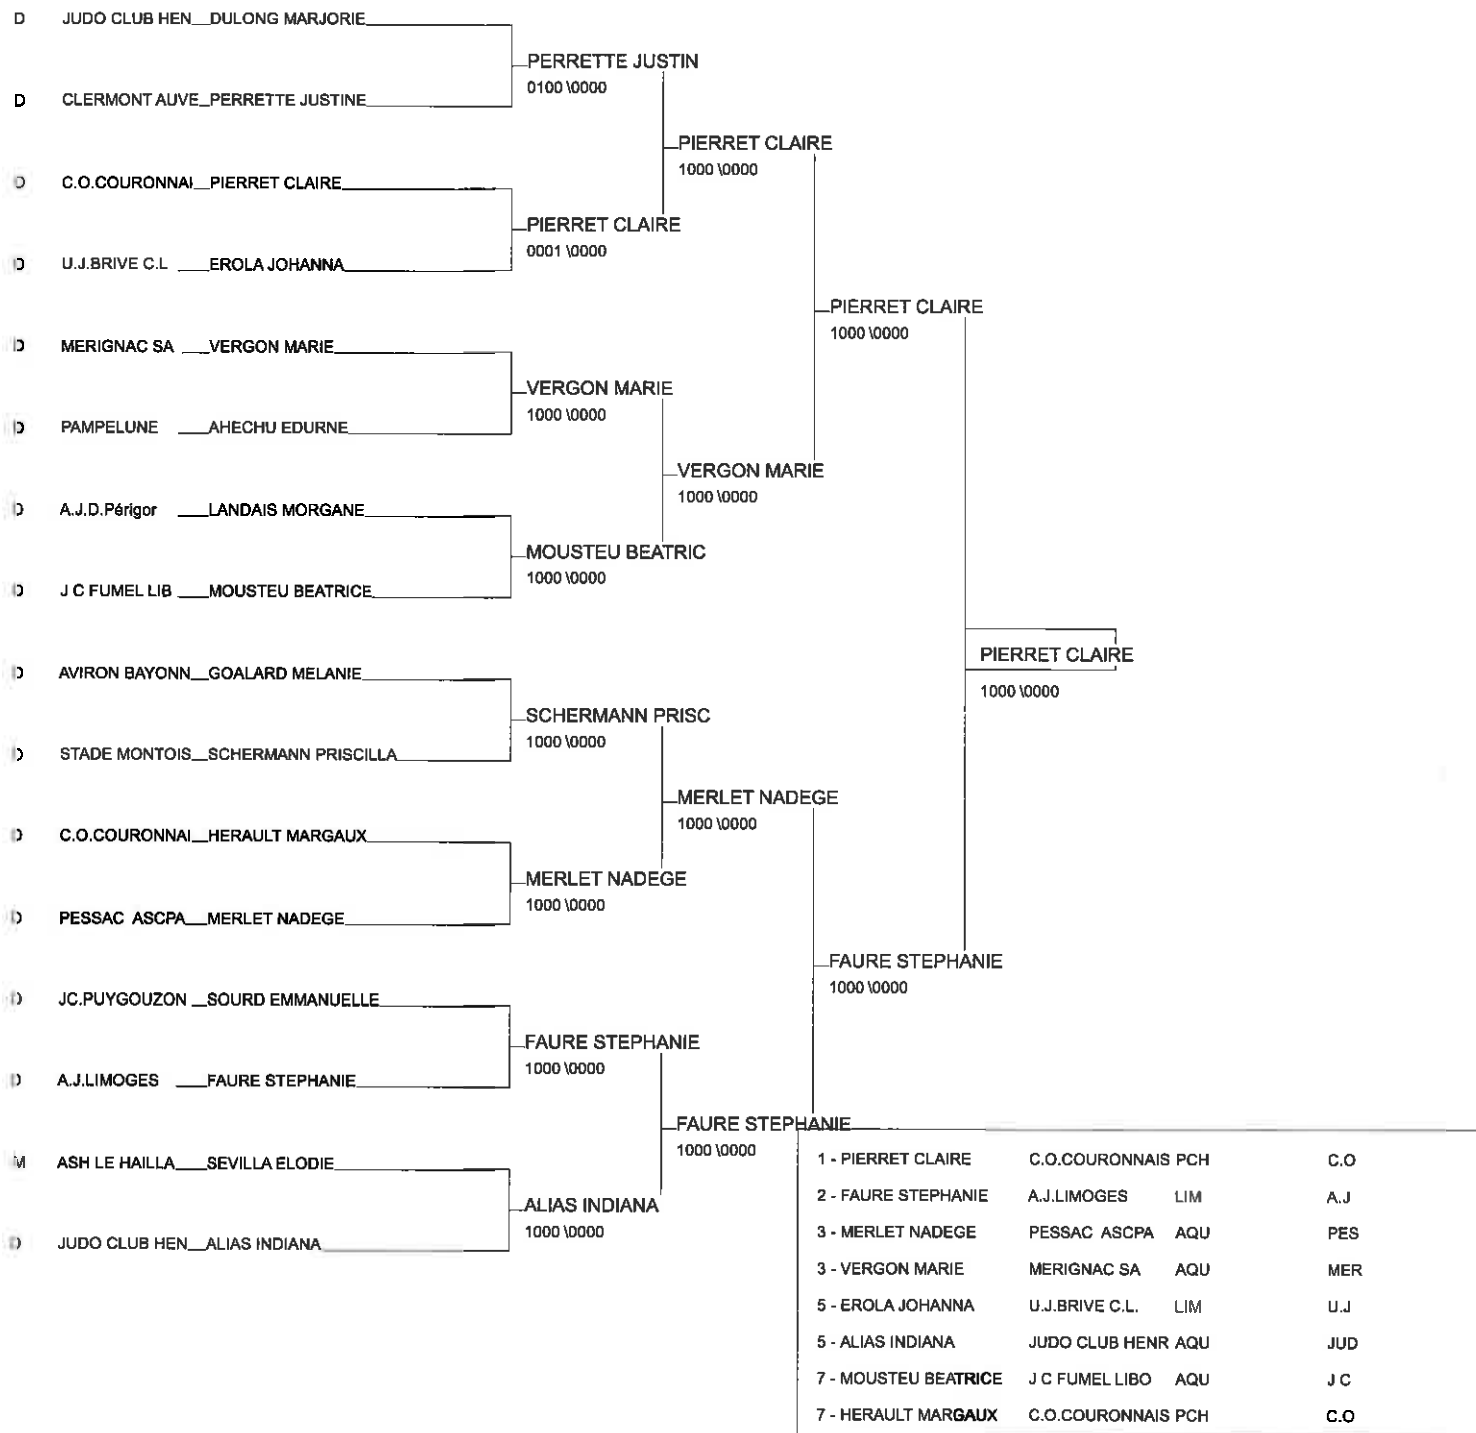 D JUDO CLUB HEN__DULONG MARJORIE
PERRETTE JUSTIN
0100 \0000
D CLERMONT AUVE_PERRETTE JUSTINE
PIERRET CLAIRE
1000 \0000
D C.O.COURONNAI__PIERRET CLAIRE
PIERRET CLAIRE
0001 \0000
D U.J.BRIVE C.L ___EROLA JOHANNA
PIERRET CLAIRE
1000 \0000
D MERIGNAC SA ___VERGON MARIE
VERGON MARIE
1000 \0000
D PAMPELUNE ___AHECHU EDURNE
VERGON MARIE
1000 \0000
D A.J.D.Périgor ___LANDAIS MORGANE
MOUSTEU BEATRIC
1000 \0000
D J C FUMEL LIB ___MOUSTEU BEATRICE
PIERRET CLAIRE
1000 \0000
D AVIRON BAYONN__GOALARD MELANIE
SCHERMANN PRISC
1000 \0000
D STADE MONTOIS__SCHERMANN PRISCILLA
MERLET NADEGE
1000 \0000
D C.O.COURONNAI__HERAULT MARGAUX
MERLET NADEGE
1000 \0000
D PESSAC ASCPA__MERLET NADEGE
FAURE STEPHANIE
1000 \0000
D JC.PUYGOUZON _SOURD EMMANUELLE
FAURE STEPHANIE
1000 \0000
D A.J.LIMOGES ___FAURE STEPHANIE
FAURE STEPHANIE
1000 \0000
M ASH LE HAILLA___SEVILLA ELODIE
ALIAS INDIANA
1000 \0000
D JUDO CLUB HEN__ALIAS INDIANA
1 - PIERRET CLAIRE C.O.COURONNAIS PCH C.O
2 - FAURE STEPHANIE A.J.LIMOGES LIM A.J
3 - MERLET NADEGE PESSAC ASCPA AQU PES
3 - VERGON MARIE MERIGNAC SA AQU MER
5 - EROLA JOHANNA U.J.BRIVE C.L. LIM U.J
5 - ALIAS INDIANA JUDO CLUB HENR AQU JUD
7 - MOUSTEU BEATRICE J C FUMEL LIBO AQU J C
7 - HERAULT MARGAUX C.O.COURONNAIS PCH C.O